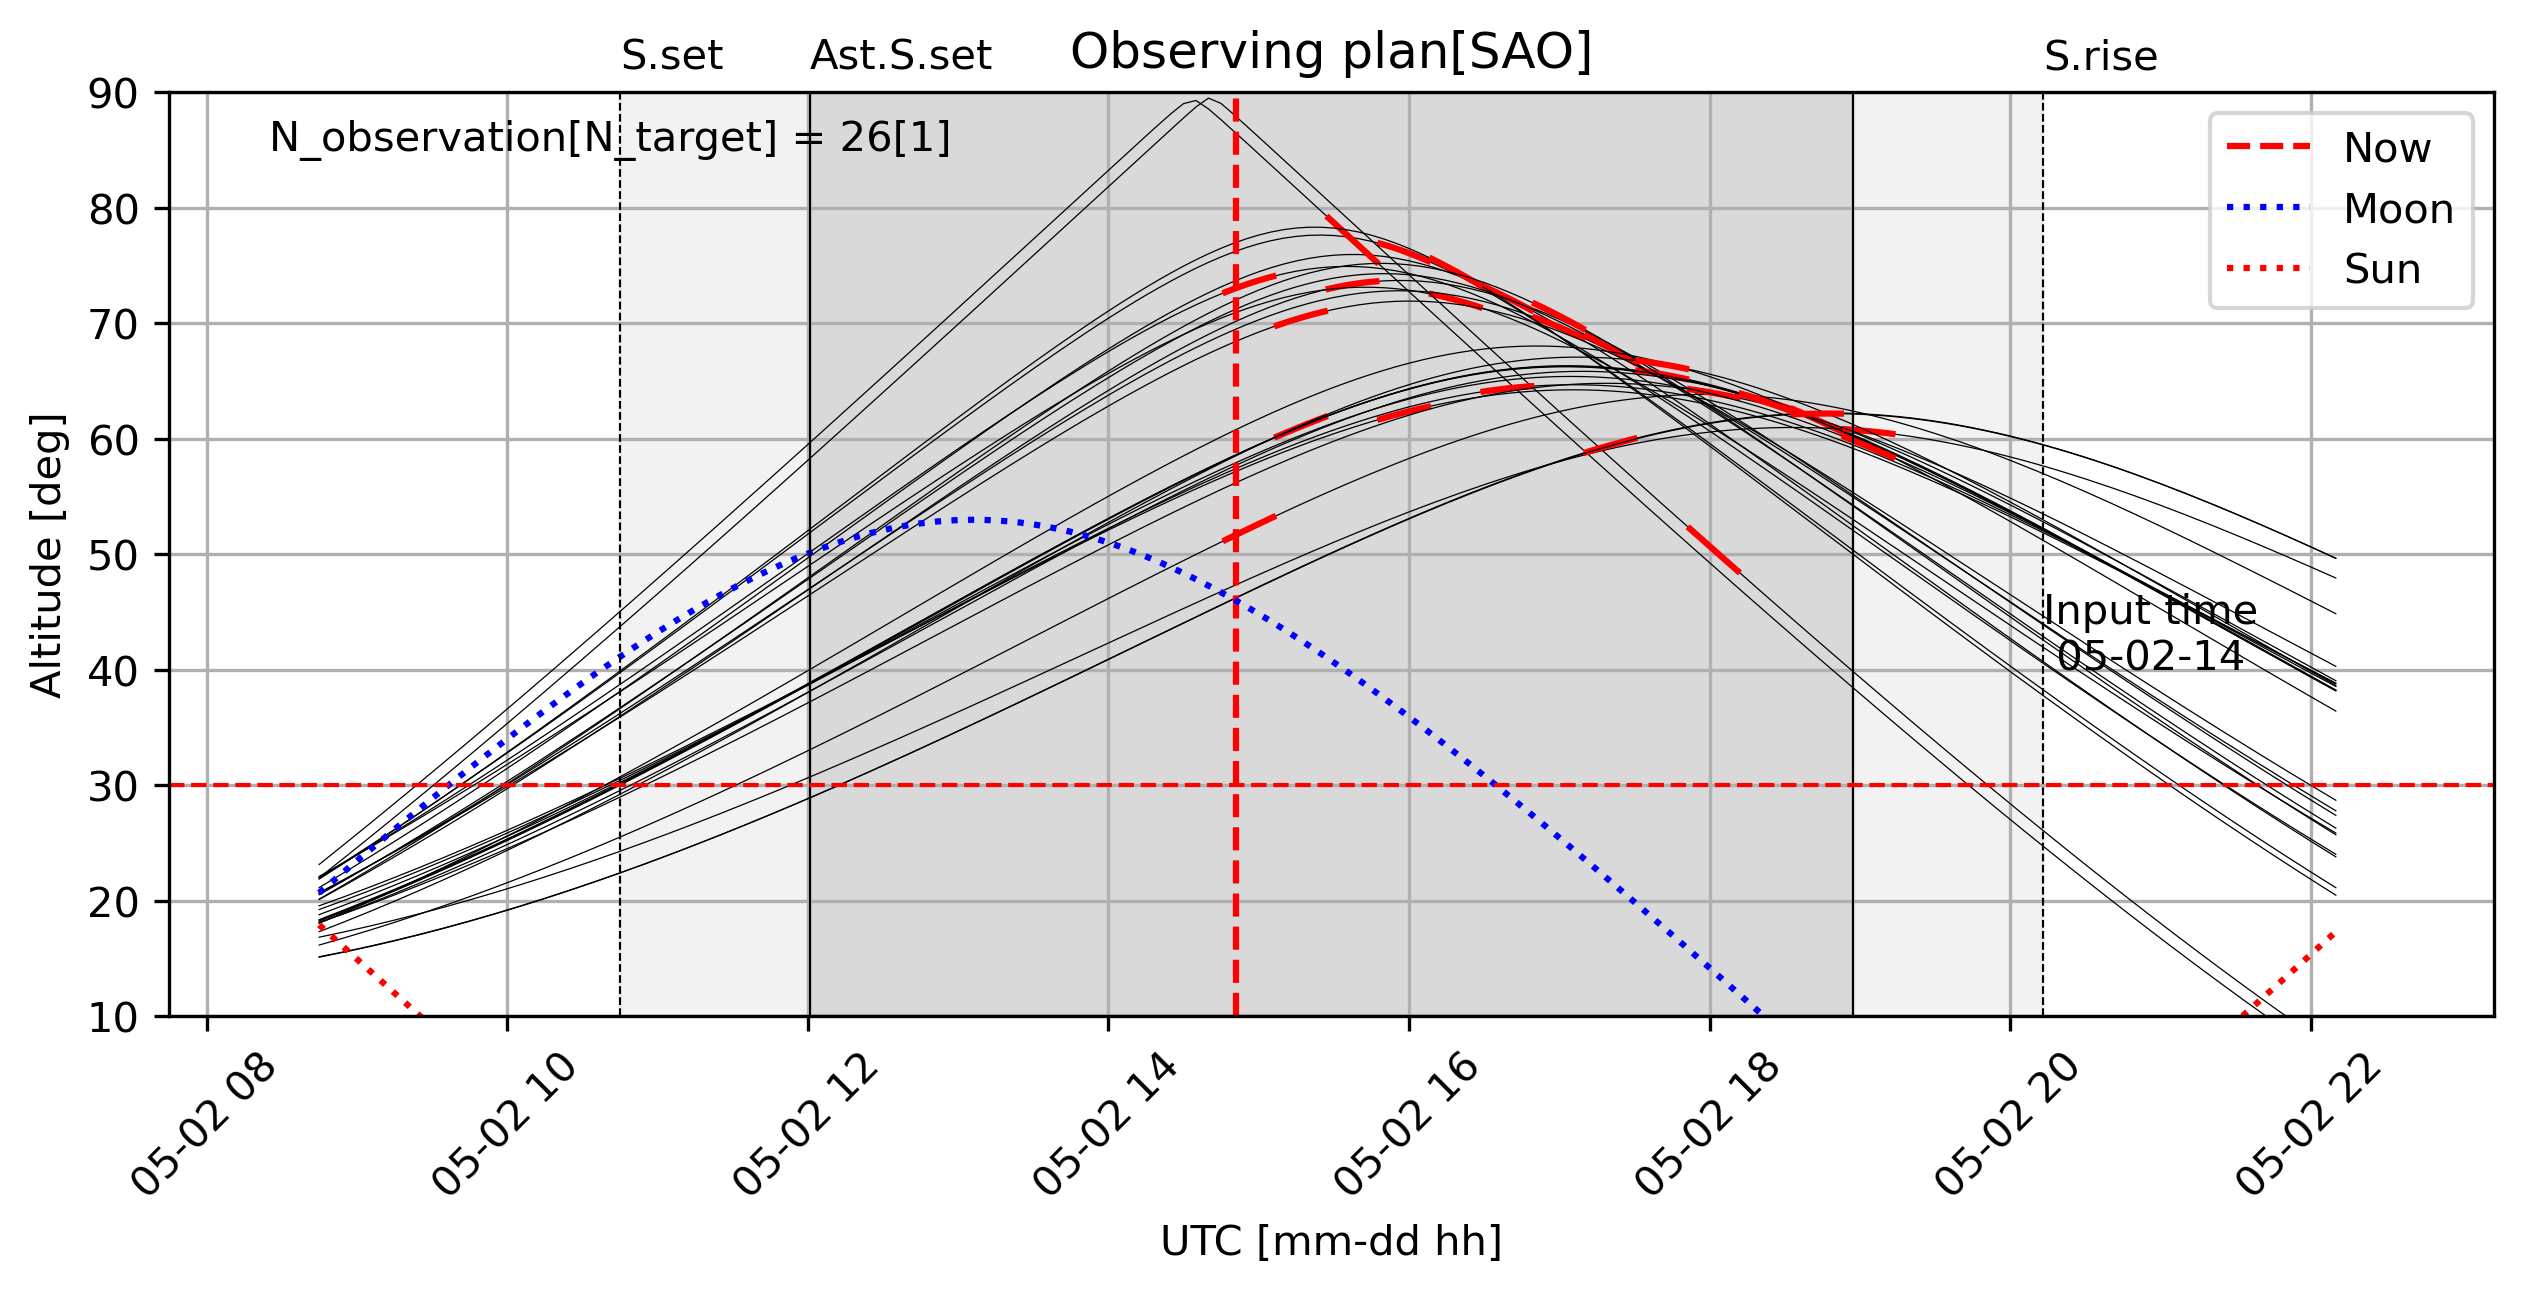 S.set
Ast.S.set
Observing plan[SAO]
S.rise
N_observation[N_target] = 26[1]
Now
Moon
Sun
Input time
05-02-14
Altitude [deg]
90
80
70
60
50
40
30
20
10
05-02 08
05-02 10
05-02 12
05-02 14
05-02 16
05-02 18
05-02 20
05-02 22
UTC [mm-dd hh]